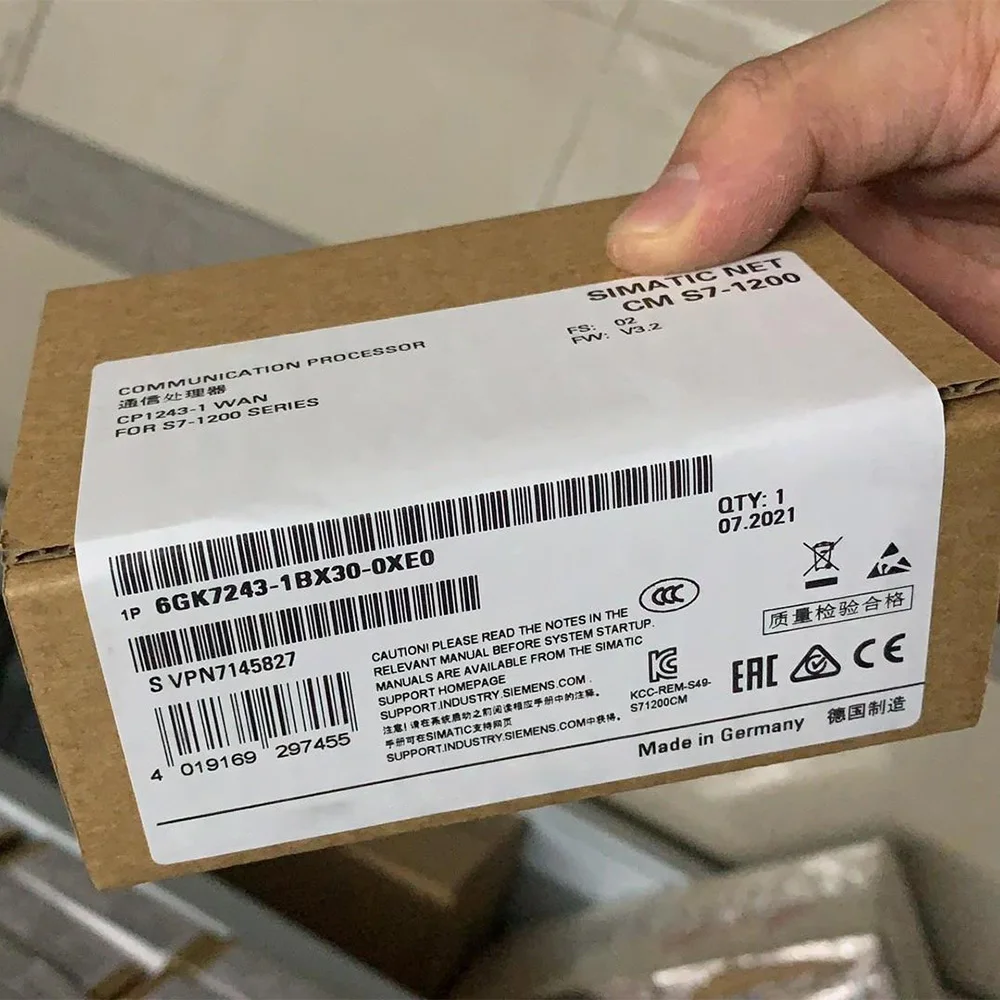 SIMATIC NET
CM S7-1200
FS: 02
FW: V3.2
COMMUNICATION PROCESSOR
通信处理器
CP1243-1 WAN
FOR S7-1200 SERIES
QTY: 1
07.2021
1P 6GK7243-1BX30-0XE0
S VPN7145827
4 019169 297455
CAUTION! PLEASE READ THE NOTES IN THE
RELEVANT MANUAL BEFORE SYSTEM STARTUP.
MANUALS ARE AVAILABLE FROM THE SIMATIC
SUPPORT HOMEPAGE
SUPPORT.INDUSTRY.SIEMENS.COM .
注意! 请在系统启动之前阅读相应手册中的注释。
手册可在SIMATIC支持网页
SUPPORT.INDUSTRY.SIEMENS.COM中获得。
CCC
KC
KCC-REM-S49-
S71200CM
质量检验合格
EAC
CE
Made in Germany 德国制造